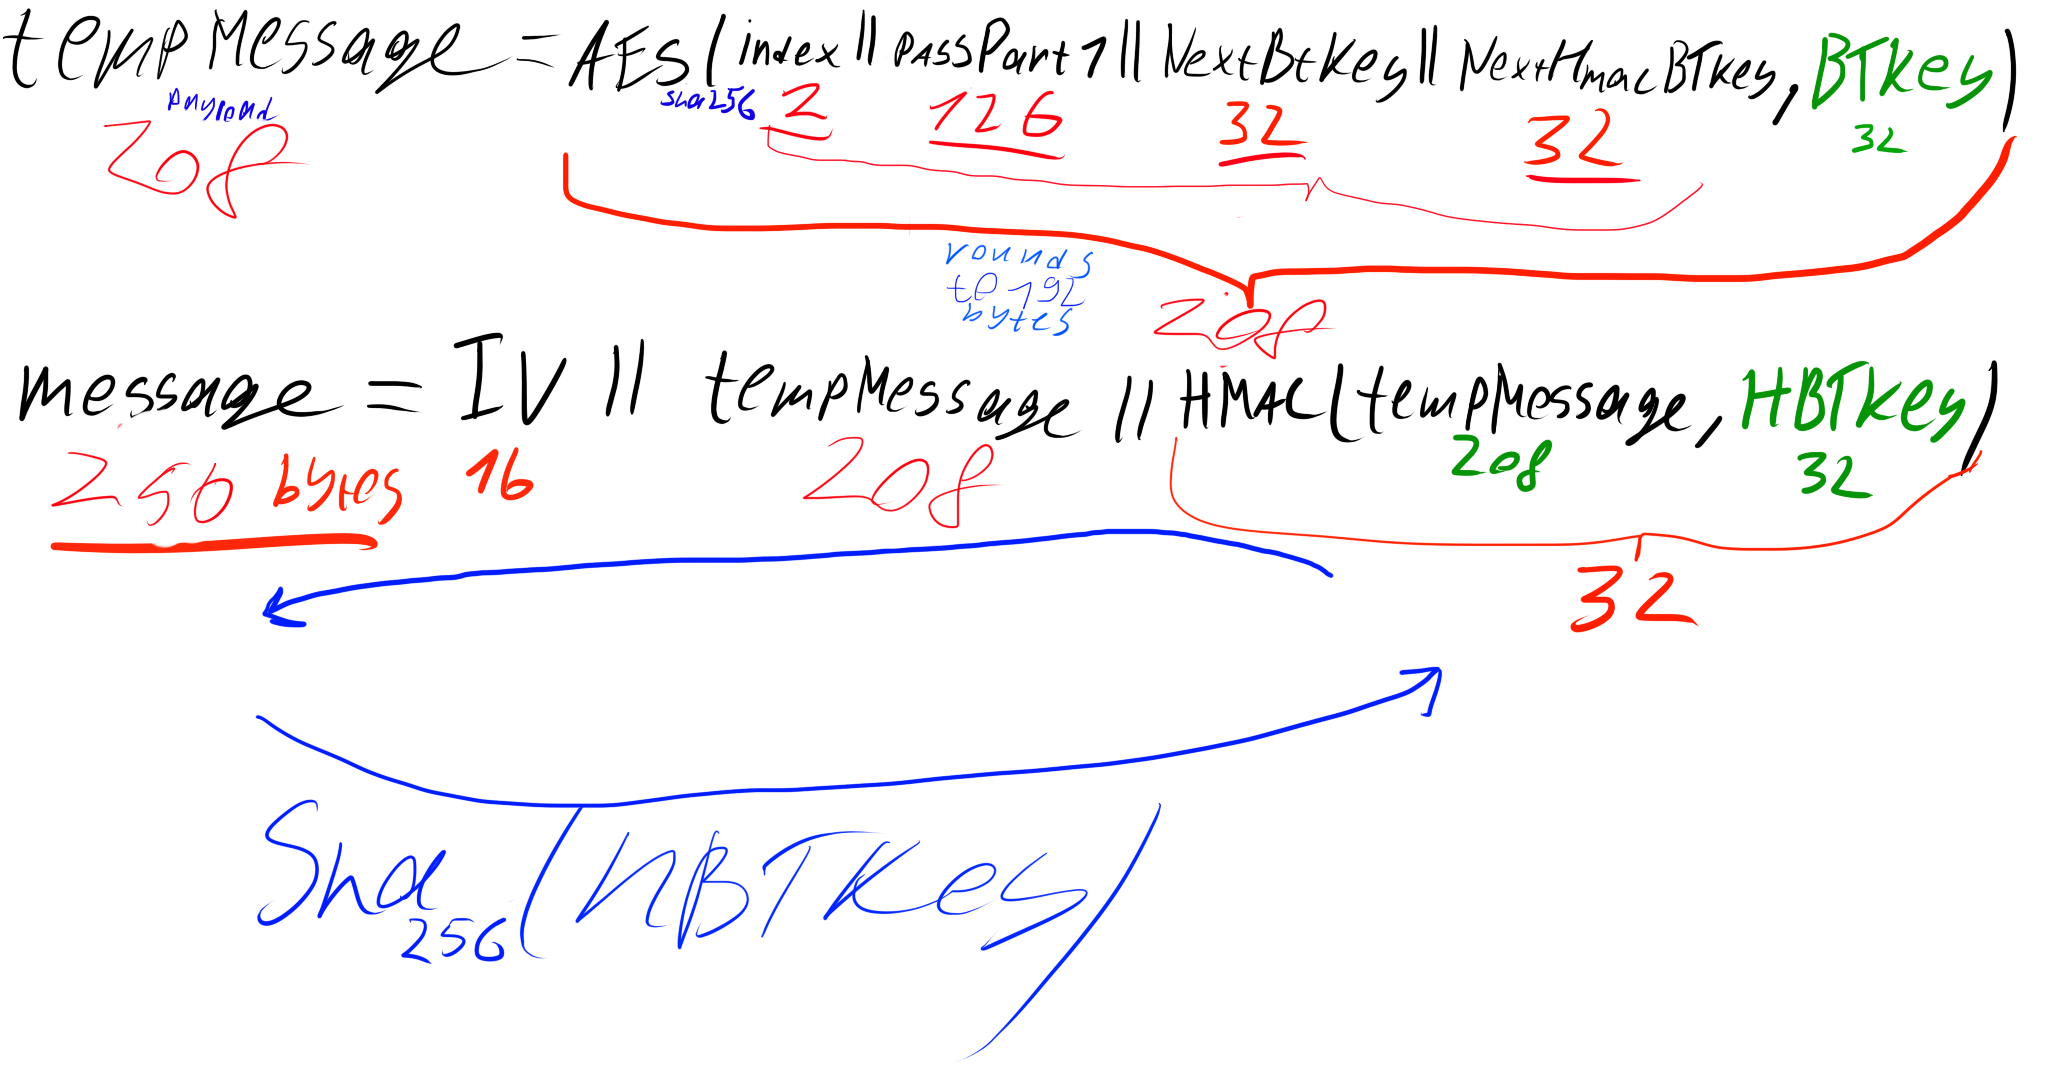 tempMessage = AES(index || PASSPart1 || NextBtKey || NextHmacBTKey, BTKey)
sha256 2 126 32 32 32
208
rounds
to 192
bytes
208
message = IV || tempMessage || HMAC(tempMessage, HBTKey)
256 bytes 16 208 208 32
32
Sha256(HBTKey)